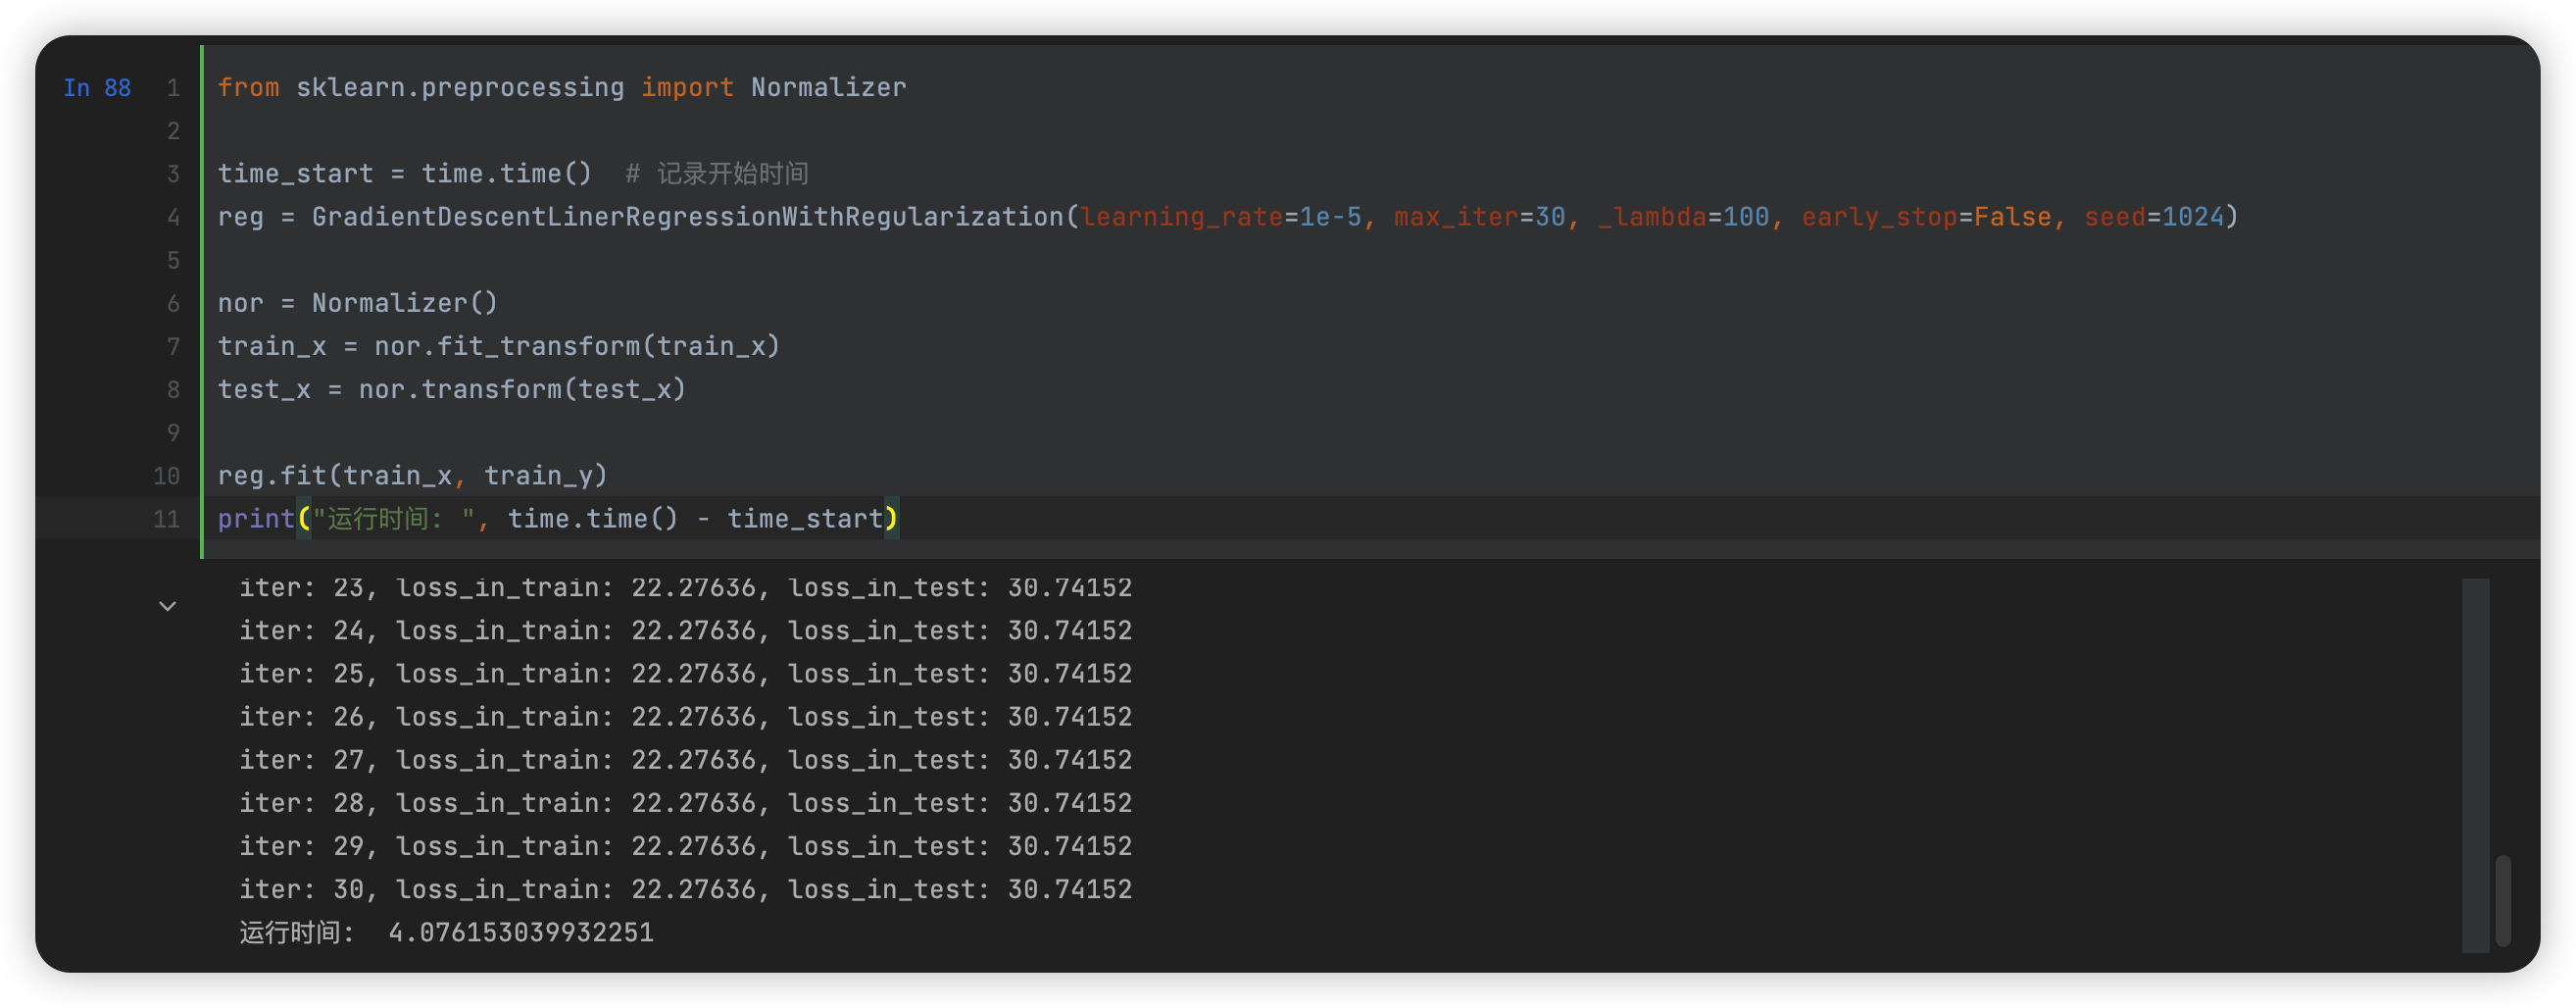 In 88 1 from sklearn.preprocessing import Normalizer
2
3 time_start = time.time()  # 记录开始时间
4 reg = GradientDescentLinerRegressionWithRegularization(learning_rate=1e-5, max_iter=30, _lambda=100, early_stop=False, seed=1024)
5
6 nor = Normalizer()
7 train_x = nor.fit_transform(train_x)
8 test_x = nor.transform(test_x)
9
10 reg.fit(train_x, train_y)
11 print("运行时间: ", time.time() - time_start)
iter: 23, loss_in_train: 22.27636, loss_in_test: 30.74152
iter: 24, loss_in_train: 22.27636, loss_in_test: 30.74152
iter: 25, loss_in_train: 22.27636, loss_in_test: 30.74152
iter: 26, loss_in_train: 22.27636, loss_in_test: 30.74152
iter: 27, loss_in_train: 22.27636, loss_in_test: 30.74152
iter: 28, loss_in_train: 22.27636, loss_in_test: 30.74152
iter: 29, loss_in_train: 22.27636, loss_in_test: 30.74152
iter: 30, loss_in_train: 22.27636, loss_in_test: 30.74152
运行时间:  4.076153039932251